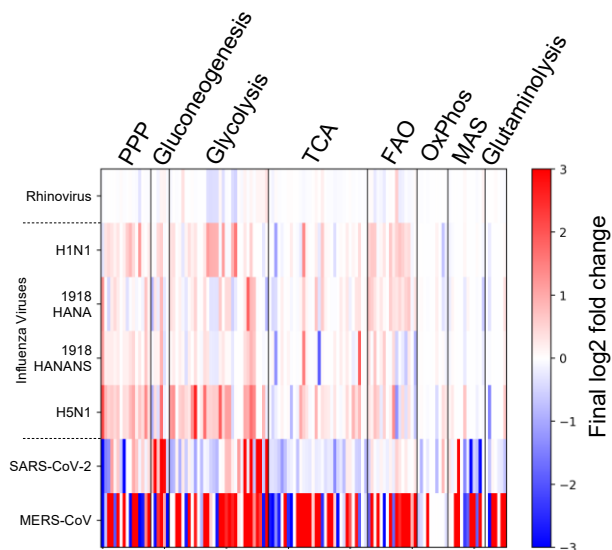 PPP
Gluconeogenesis
Glycolysis
TCA
FAO
OxPhos
MAS
Glutaminolysis
Rhinovirus
Influenza Viruses
H1N1
1918
HANA
1918
HANANS
H5N1
SARS-CoV-2
MERS-CoV
3
2
1
0
−1
−2
−3
Final log2 fold change